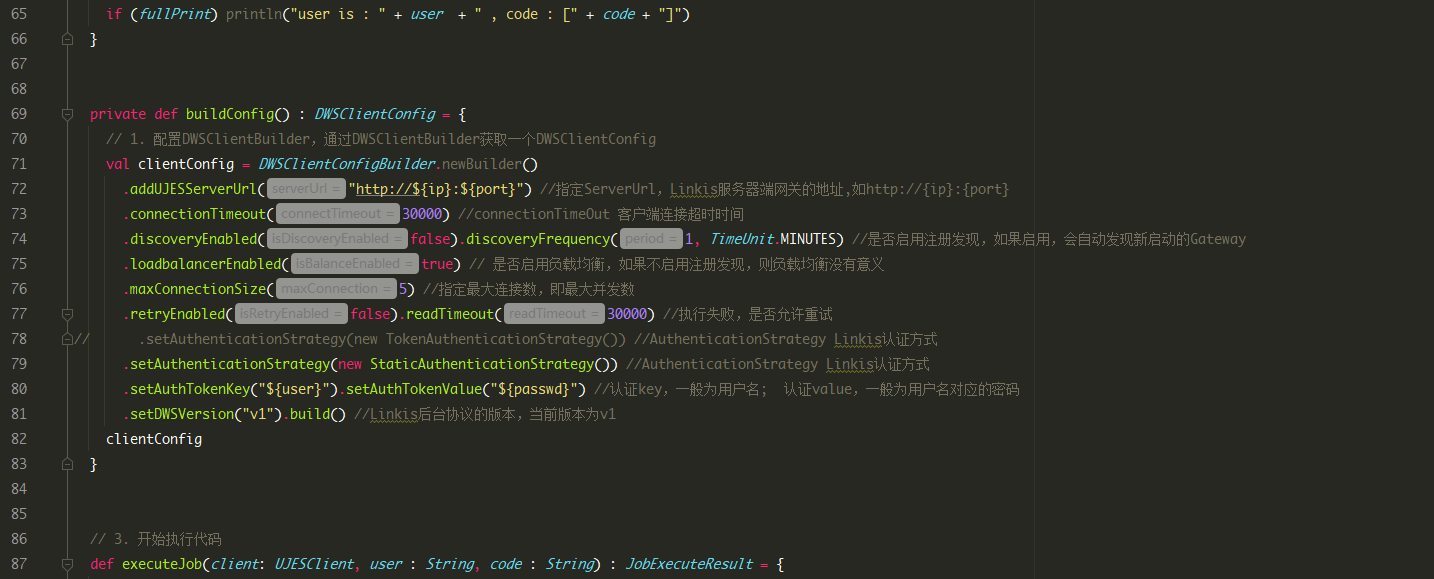 65 if (fullPrint) println("user is : " + user  + " , code : [" + code + "]")
66 }
67
68
69 private def buildConfig() : DWSClientConfig = {
70 // 1. 配置DWSClientBuilder，通过DWSClientBuilder获取一个DWSClientConfig
71 val clientConfig = DWSClientConfigBuilder.newBuilder()
72 .addUJESServerUrl( serverUrl = "http://${ip}:${port}") //指定ServerUrl，Linkis服务器端网关的地址,如http://{ip}:{port}
73 .connectionTimeout( connectTimeout = 30000) //connectionTimeOut 客户端连接超时时间
74 .discoveryEnabled( isDiscoveryEnabled = false).discoveryFrequency( period = 1, TimeUnit.MINUTES) //是否启用注册发现，如果启用，会自动发现新启动的Gateway
75 .loadbalancerEnabled( isBalanceEnabled = true) // 是否启用负载均衡，如果不启用注册发现，则负载均衡没有意义
76 .maxConnectionSize( maxConnection = 5) //指定最大连接数，即最大并发数
77 .retryEnabled( isRetryEnabled = false).readTimeout( readTimeout = 30000) //执行失败，是否允许重试
78 // .setAuthenticationStrategy(new TokenAuthenticationStrategy()) //AuthenticationStrategy Linkis认证方式
79 .setAuthenticationStrategy(new StaticAuthenticationStrategy()) //AuthenticationStrategy Linkis认证方式
80 .setAuthTokenKey("${user}").setAuthTokenValue("${passwd}") //认证key，一般为用户名； 认证value，一般为用户名对应的密码
81 .setDWSVersion("v1").build() //Linkis后台协议的版本，当前版本为v1
82 clientConfig
83 }
84
85
86 // 3. 开始执行代码
87 def executeJob(client: UJESClient, user : String, code : String) : JobExecuteResult = {